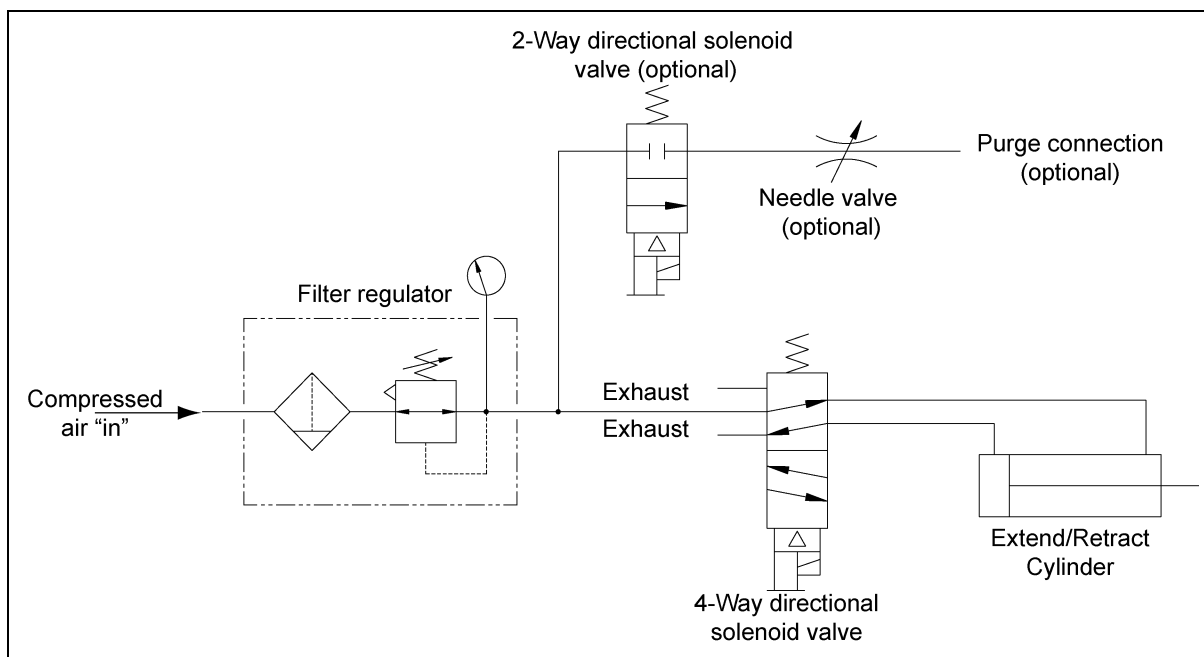 2-Way directional solenoid
valve (optional)
Purge connection
(optional)
Needle valve
(optional)
Filter regulator
Compressed
air “in”
Exhaust
Exhaust
Extend/Retract
Cylinder
4-Way directional
solenoid valve